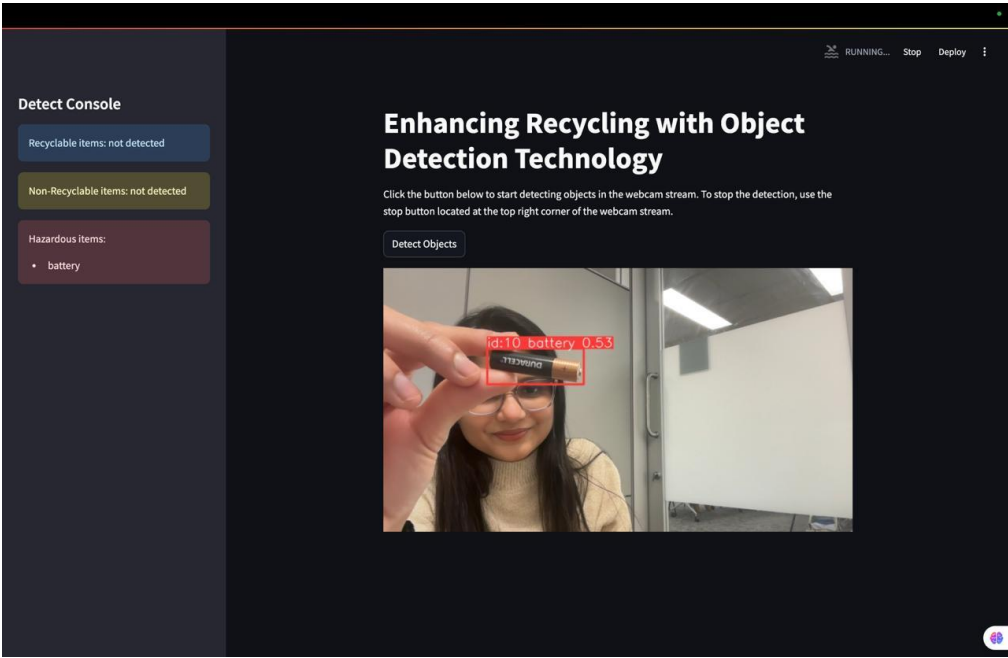 RUNNING...
Stop
Deploy
Detect Console
Recyclable items: not detected
Non-Recyclable items: not detected
Hazardous items:
• battery
Enhancing Recycling with Object
Detection Technology
Click the button below to start detecting objects in the webcam stream. To stop the detection, use the
stop button located at the top right corner of the webcam stream.
Detect Objects
id:10 battery 0.53
DURACELL